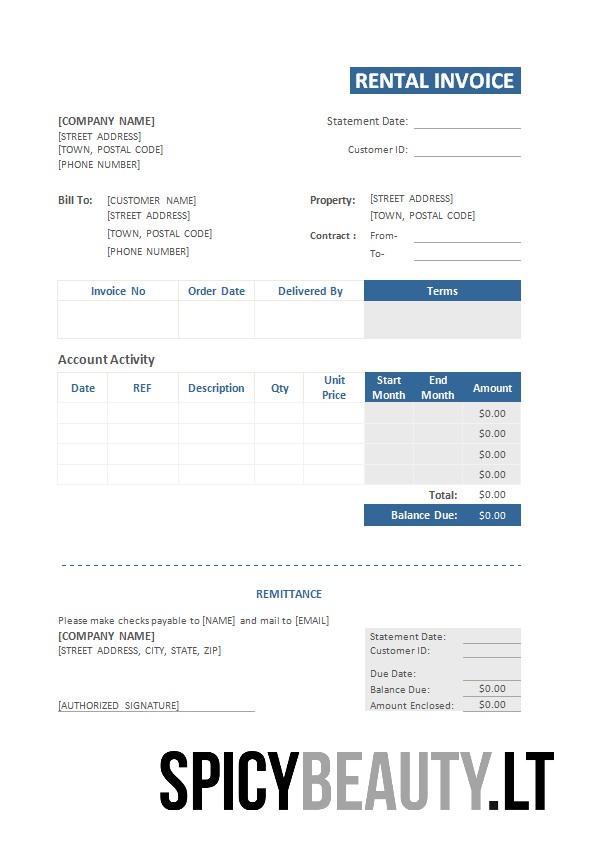 RENTAL INVOICE
[COMPANY NAME]
[STREET ADDRESS]
[TOWN, POSTAL CODE]
[PHONE NUMBER]
Statement Date:
Customer ID:
Bill To:
[CUSTOMER NAME]
[STREET ADDRESS]
[TOWN, POSTAL CODE]
[PHONE NUMBER]
Property:
[STREET ADDRESS]
[TOWN, POSTAL CODE]
Contract : From-
To-
Invoice No Order Date Delivered By Terms
Account Activity
Date REF Description Qty Unit Price Start Month End Month Amount
$0.00
$0.00
$0.00
$0.00
Total: $0.00
Balance Due: $0.00
REMITTANCE
Please make checks payable to [NAME] and mail to [EMAIL]
[COMPANY NAME]
[STREET ADDRESS, CITY, STATE, ZIP]
[AUTHORIZED SIGNATURE]
Statement Date:
Customer ID:
Due Date:
Balance Due: $0.00
Amount Enclosed: $0.00
SPICYBEAUTY.LT